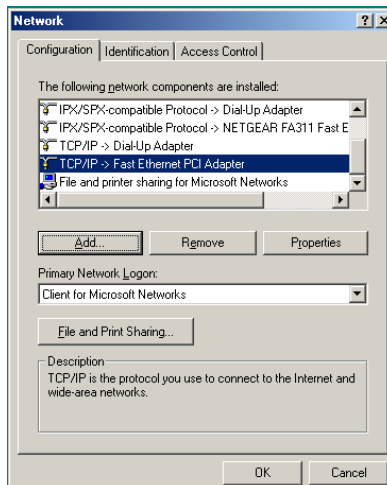 Network
? ×
Configuration Identification Access Control
The following network components are installed:
IPX/SPX-compatible Protocol -> Dial-Up Adapter
IPX/SPX-compatible Protocol -> NETGEAR FA311 Fast E
TCP/IP -> Dial-Up Adapter
TCP/IP -> Fast Ethernet PCI Adapter
File and printer sharing for Microsoft Networks
Add... Remove Properties
Primary Network Logon:
Client for Microsoft Networks
File and Print Sharing...
Description
TCP/IP is the protocol you use to connect to the Internet and
wide-area networks.
OK Cancel